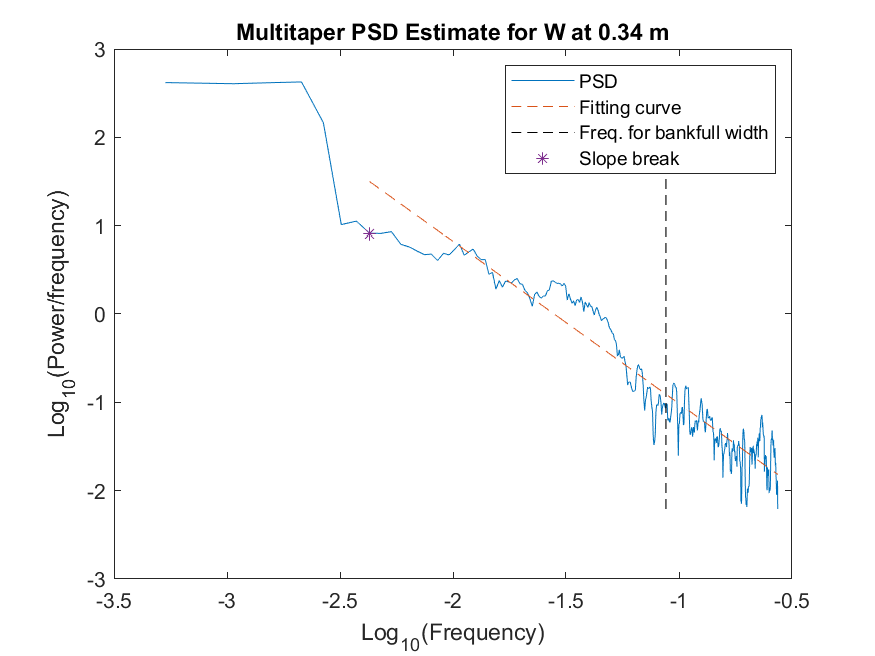 Multitaper PSD Estimate for W at 0.34 m
PSD
Fitting curve
Freq. for bankfull width
Slope break
3
2
1
0
-1
-2
-3
Log10(Power/frequency)
-3.5 -3 -2.5 -2 -1.5 -1 -0.5
Log10(Frequency)